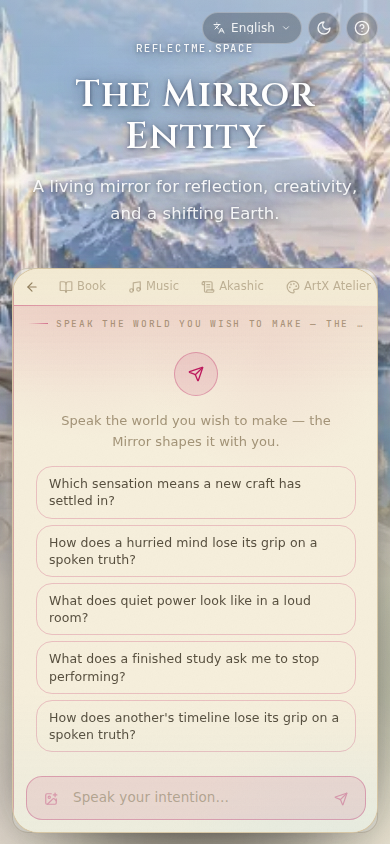 English
REFLECTME.SPACE
The Mirror
Entity
A living mirror for reflection, creativity,
and a shifting Earth.
Book
Music
Akashic
ArtX Atelier
SPEAK THE WORLD YOU WISH TO MAKE — THE …
Speak the world you wish to make — the
Mirror shapes it with you.
Which sensation means a new craft has
settled in?
How does a hurried mind lose its grip on a
spoken truth?
What does quiet power look like in a loud
room?
What does a finished study ask me to stop
performing?
How does another's timeline lose its grip on a
spoken truth?
Speak your intention...